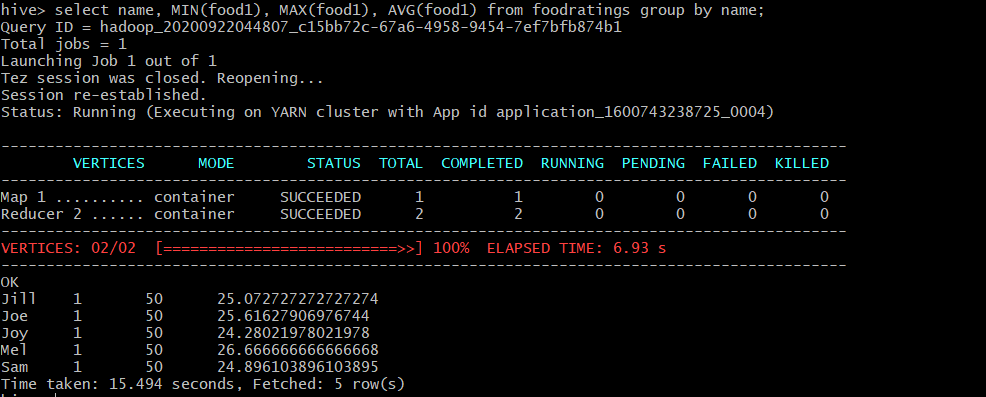 hive> select name, MIN(food1), MAX(food1), AVG(food1) from foodratings group by name;
Query ID = hadoop_20200922044807_c15bb72c-67a6-4958-9454-7ef7bfb874b1
Total jobs = 1
Launching Job 1 out of 1
Tez session was closed. Reopening...
Session re-established.
Status: Running (Executing on YARN cluster with App id application_1600743238725_0004)
----------------------------------------------------------------------------------------------
        VERTICES      MODE        STATUS  TOTAL  COMPLETED  RUNNING  PENDING  FAILED  KILLED
----------------------------------------------------------------------------------------------
Map 1 .......... container     SUCCEEDED      1          1        0        0       0       0
Reducer 2 ...... container     SUCCEEDED      2          2        0        0       0       0
----------------------------------------------------------------------------------------------
VERTICES: 02/02  [==========================>>] 100%  ELAPSED TIME: 6.93 s
----------------------------------------------------------------------------------------------
OK
Jill    1       50      25.072727272727274
Joe     1       50      25.61627906976744
Joy     1       50      24.28021978021978
Mel     1       50      26.666666666666668
Sam     1       50      24.896103896103895
Time taken: 15.494 seconds, Fetched: 5 row(s)